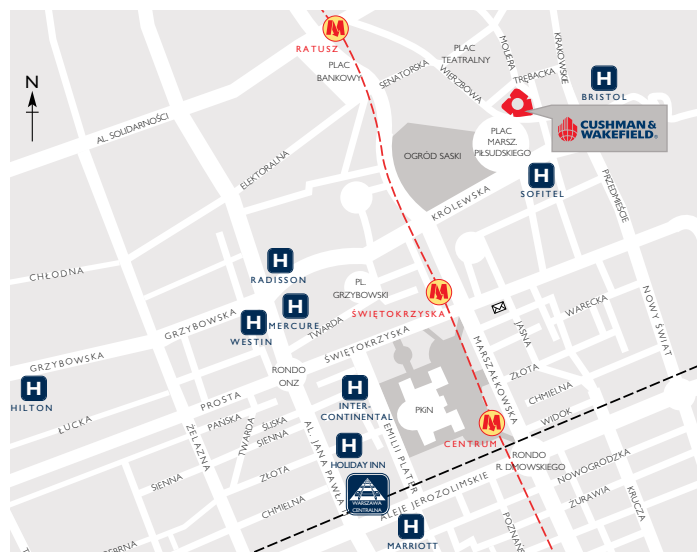 RATUSZ
PLAC
BANKOWY
SENATORSKA
PLAC
TEATRALNY
WIERZBOWA
MOLIERA
TRĘBACKA
KRAKOWSKIE
H
BRISTOL
N
CUSHMAN &
WAKEFIELD®
AL. SOLIDARNOŚCI
ELEKTORALNA
OGRÓD SASKI
PLAC
MARSZ.
PIŁSUDSKIEGO
H
SOFITEL
PRZEDMIEŚCIE
KRÓLEWSKA
CHŁODNA
H
RADISSON
PL.
GRZYBOWSKI
M
ŚWIĘTOKRZYSKA
H
MERCURE
H
WESTIN
TWARDA
GRZYBOWSKA
GRZYBOWSKA
ŚWIĘTOKRZYSKA
MARSZAŁKOWSKA
JASNA
WARECKA
NOWY ŚWIAT
H
HILTON
RONDO
ONZ
PROSTA
ŁUCKA
PAŃSKA
ŚLISKA
SIENNA
TWARDA
ŻELAZNA
H
INTER-
CONTINENTAL
PKiN
ZŁOTA
CHMIELNA
WIDOK
M
CENTRUM
H
HOLIDAY INN
EMILII PLATER
AL. JANA PAWŁA
SIENNA
ZŁOTA
CHMIELNA
WARSZAWA
CENTRALNA
ALEJE JEROZOLIMSKIE
RONDO
R. DMOWSKIEGO
NOWOGRODZKA
ŻURAWIA
KRUCZA
H
MARRIOTT